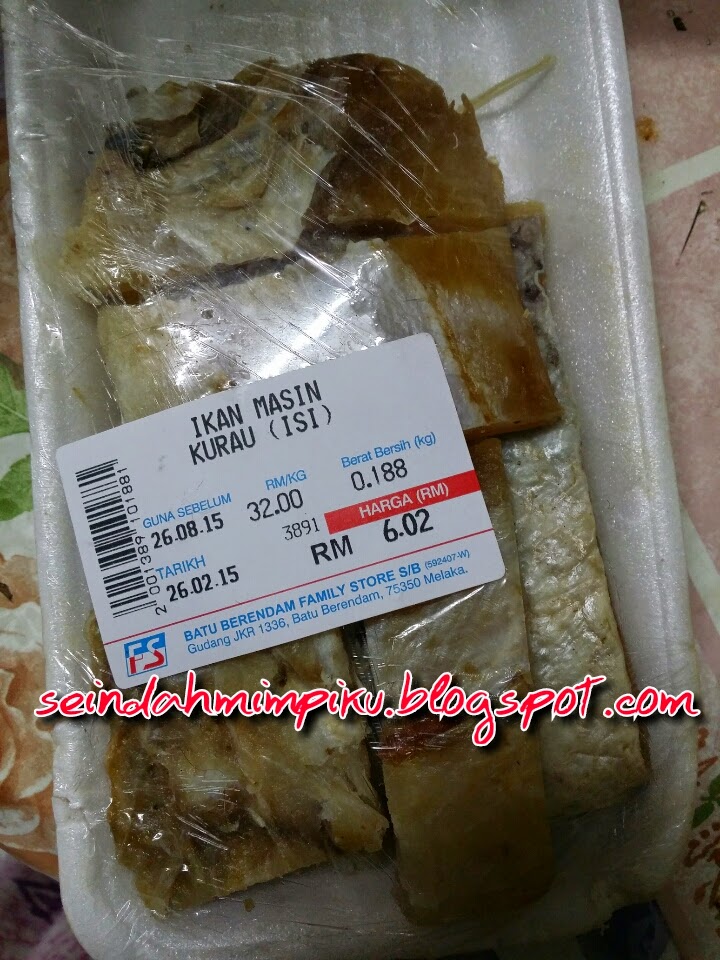 IKAN MASIN
KURAU (ISI)
GUNA SEBELUM
26.08.15
RM/KG
32.00
Berat Bersih (kg)
0.188
TARIKH
26.02.15
3891
HARGA (RM)
RM 6.02
2 001389 101881
FS
BATU BERENDAM FAMILY STORE S/B (592407-W)
Gudang JKR 1336, Batu Berendam, 75350 Melaka.
seindahmimpiku.blogspot.com